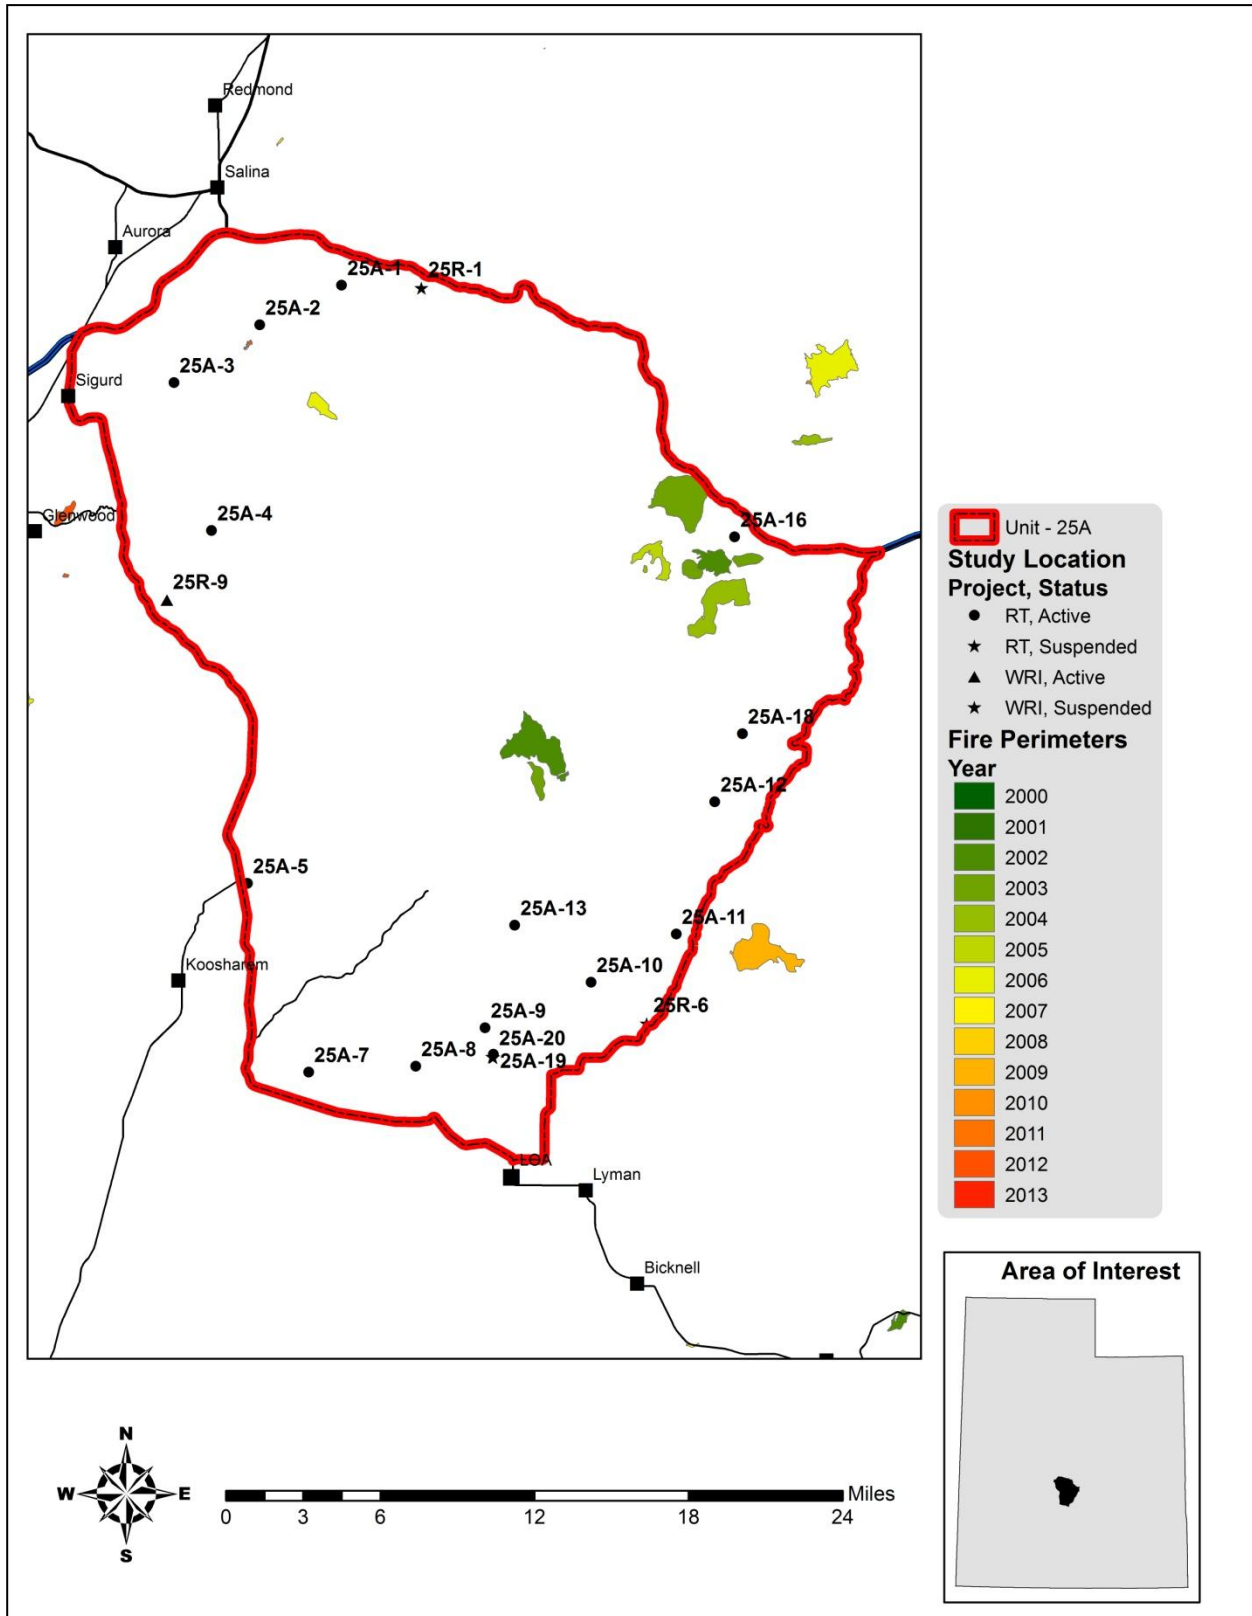 Redmond
Salina
Aurora
25A-1
25R-1
25A-2
25A-3
Sigurd
Glenwood
25A-4
25A-16
25R-9
25A-18
25A-12
25A-5
25A-13
25A-11
Koosharem
25A-10
25R-6
25A-9
25A-20
25A-8
25A-19
25A-7
LOA
Lyman
Bicknell
Unit - 25A
Study Location
Project, Status
RT, Active
RT, Suspended
WRI, Active
WRI, Suspended
Fire Perimeters
Year
2000
2001
2002
2003
2004
2005
2006
2007
2008
2009
2010
2011
2012
2013
Area of Interest
N
W E
S
Miles
0 3 6 12 18 24